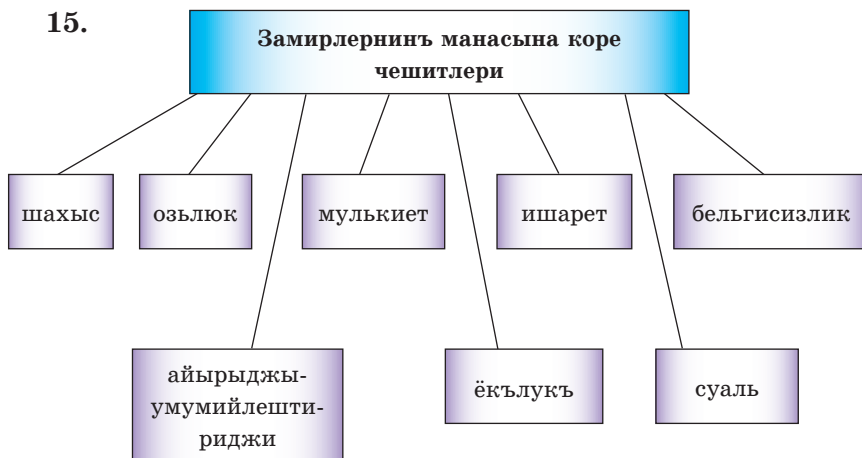 15.
Замирлернинъ манасына коре
чешитлери
шахыс
озьлюк
мулькиет
ишарет
бельгисизлик
айырыджы-
умумийлешти-
риджи
ёкълукъ
суаль